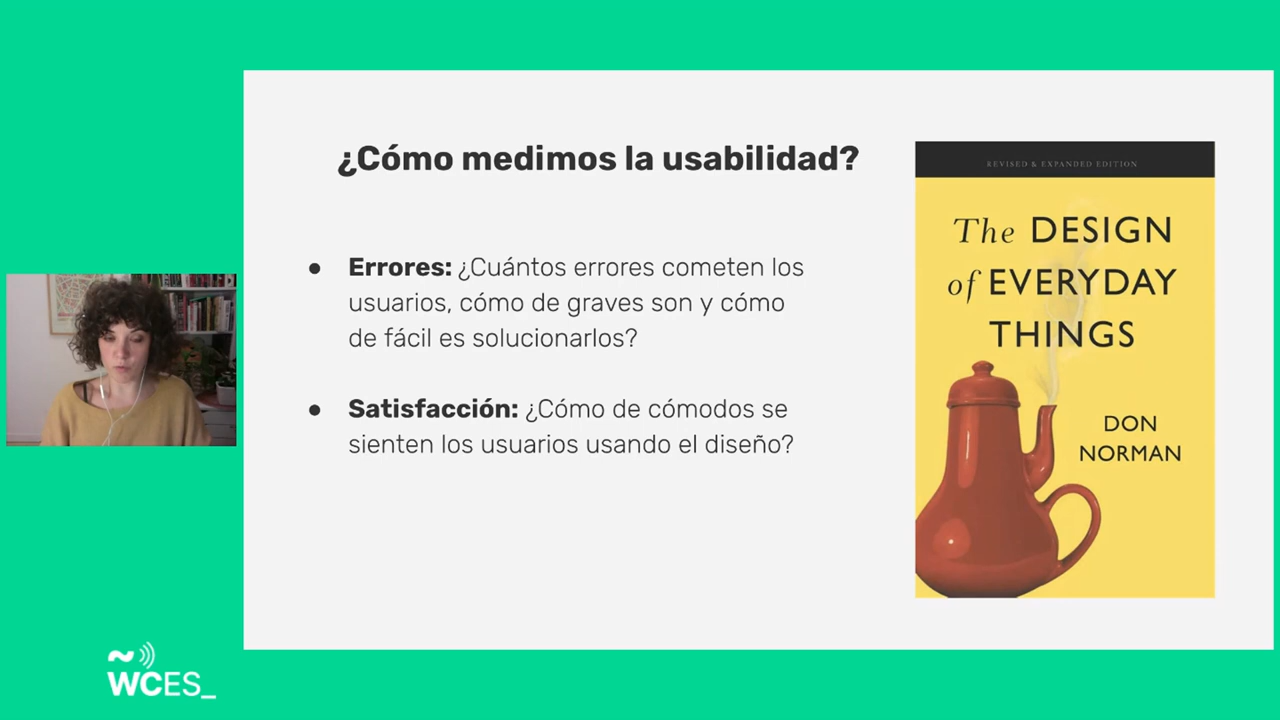 ¿Cómo medimos la usabilidad?
● Errores: ¿Cuántos errores cometen los
usuarios, cómo de graves son y cómo
de fácil es solucionarlos?
● Satisfacción: ¿Cómo de cómodos se
sienten los usuarios usando el diseño?
REVISED & EXPANDED EDITION
The DESIGN
of EVERYDAY
THINGS
DON
NORMAN
WCES_